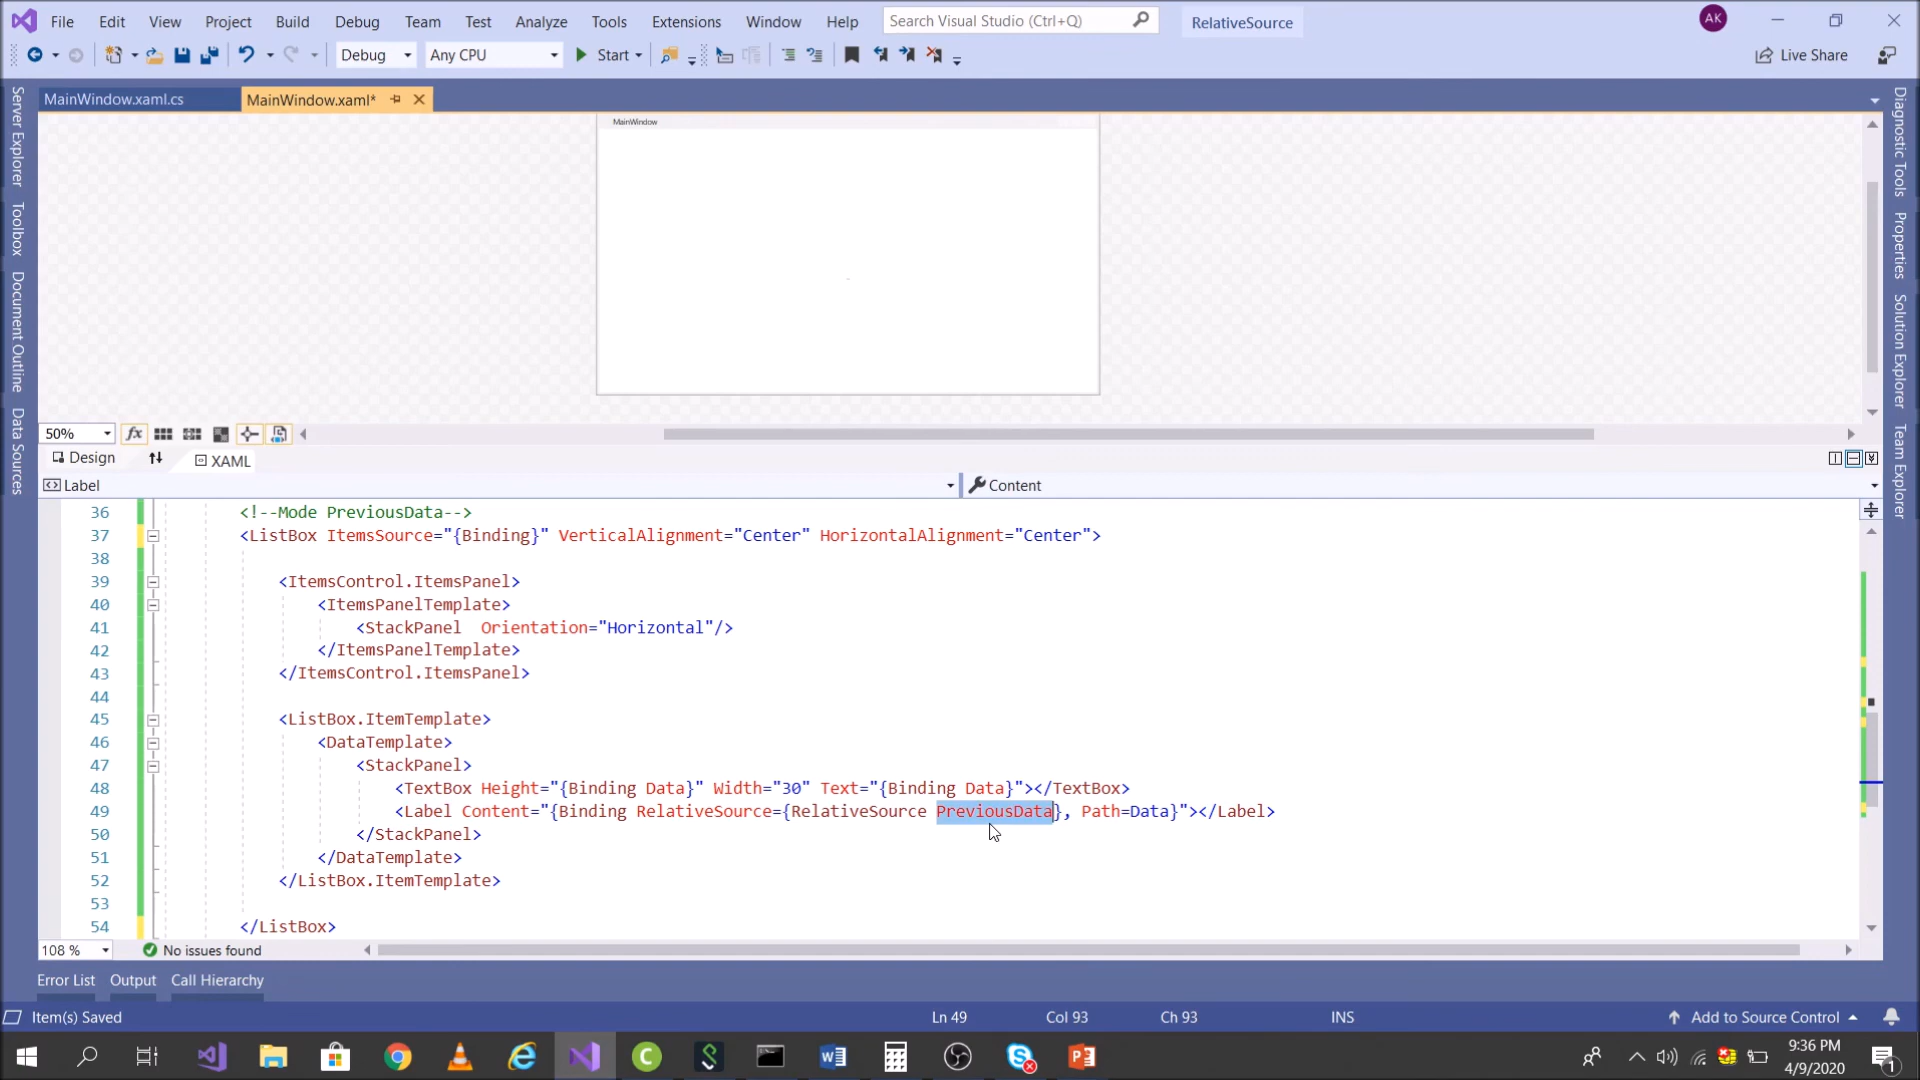 File Edit View Project Build Debug Team Test Analyze Tools Extensions Window Help Search Visual Studio (Ctrl+Q) RelativeSource AK
Debug Any CPU Start Live Share
MainWindow.xaml.cs MainWindow.xaml*
Server Explorer
Toolbox
Document Outline
Data Sources
Diagnostic Tools
Properties
Solution Explorer
Team Explorer
MainWindow
50% fx
Design XAML
Label Content
36 <!--Mode PreviousData-->
37 <ListBox ItemsSource="{Binding}" VerticalAlignment="Center" HorizontalAlignment="Center">
38
39 <ItemsControl.ItemsPanel>
40 <ItemsPanelTemplate>
41 <StackPanel  Orientation="Horizontal"/>
42 </ItemsPanelTemplate>
43 </ItemsControl.ItemsPanel>
44
45 <ListBox.ItemTemplate>
46 <DataTemplate>
47 <StackPanel>
48 <TextBox Height="{Binding Data}" Width="30" Text="{Binding Data}"></TextBox>
49 <Label Content="{Binding RelativeSource={RelativeSource PreviousData}, Path=Data}"></Label>
50 </StackPanel>
51 </DataTemplate>
52 </ListBox.ItemTemplate>
53
54 </ListBox>
108 % No issues found
Error List Output Call Hierarchy
Item(s) Saved Ln 49 Col 93 Ch 93 INS Add to Source Control
9:36 PM
4/9/2020
1